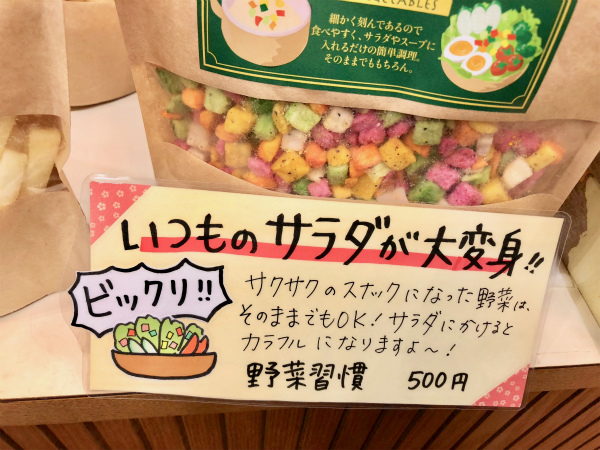 VEGETABLES
細かく刻んであるので
食べやすく、サラダやスープに
入れるだけの簡単調理。
そのままでももちろん。
いつものサラダが大変身!!
ビックリ!!
サクサクのスナックになった野菜は、
そのままでもOK!サラダにかけると
カラフルになりますよ〜!
野菜習慣 500円